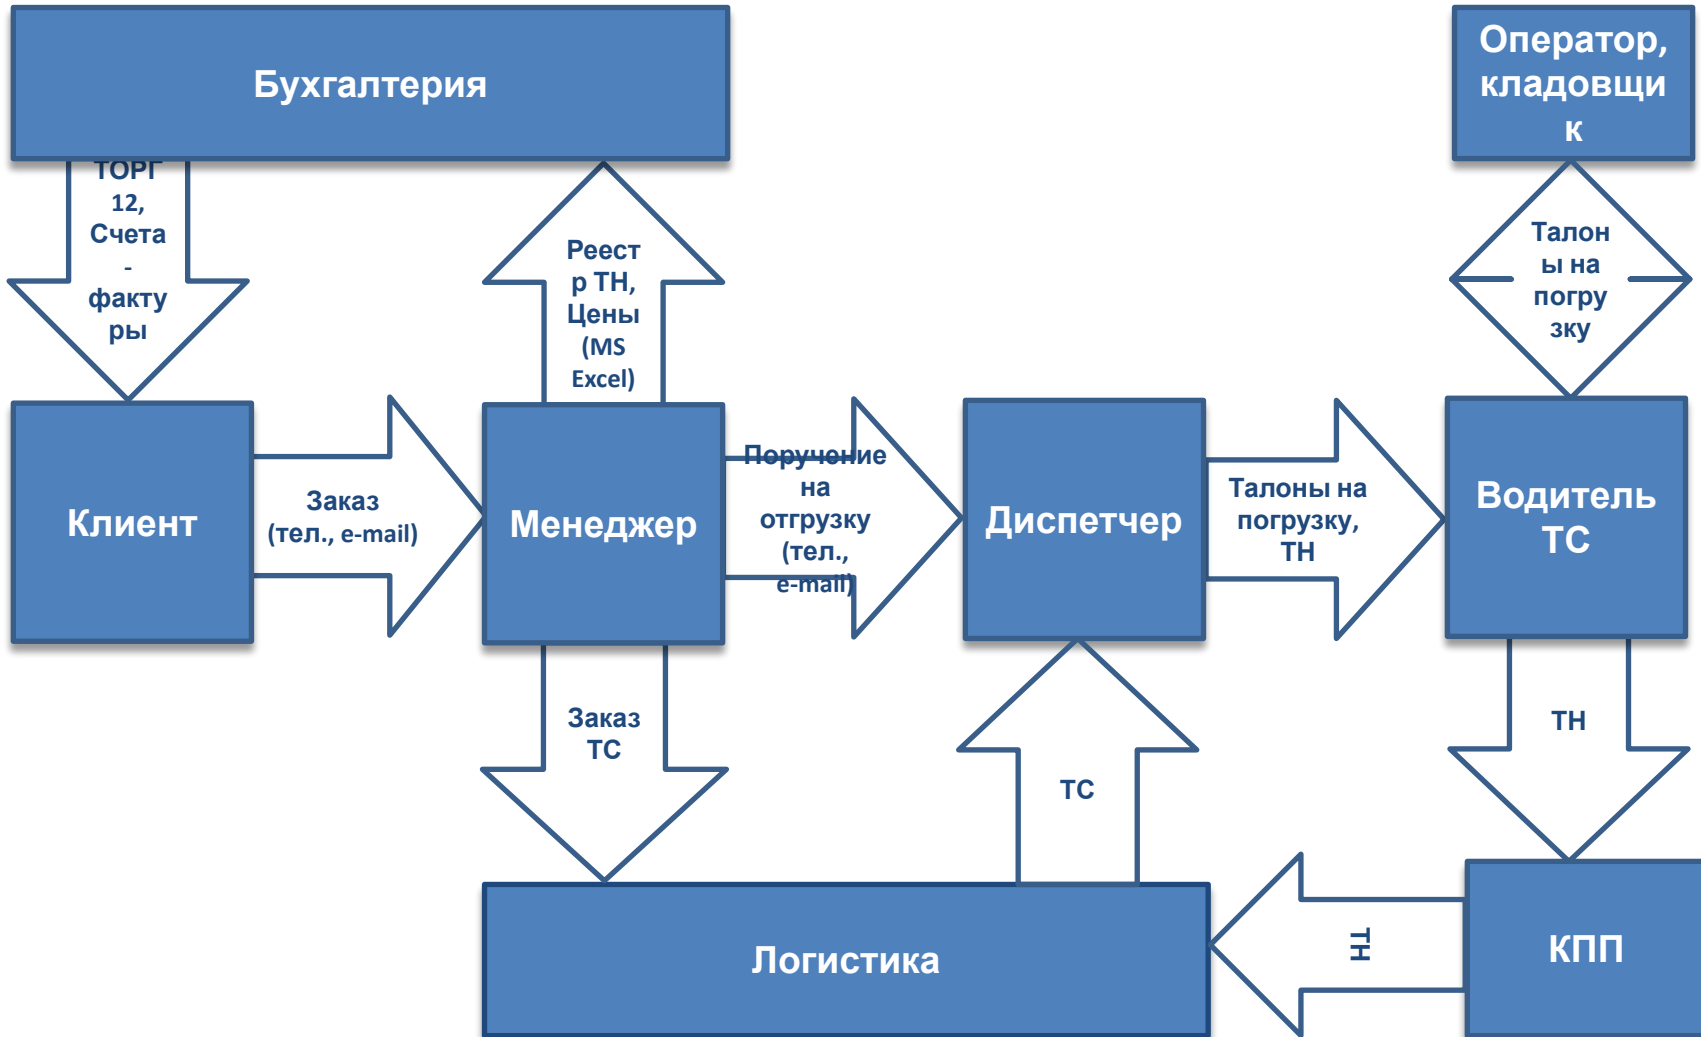 Бухгалтерия
Оператор,
кладовщи
к
ТОРГ
12,
Счета
-
факту
ры
Реест
р ТН,
Цены
(MS
Excel)
Талон
ы на
погру
зку
Клиент
Заказ
(тел., e-mail)
Менеджер
Поручение
на
отгрузку
(тел.,
e-mail)
Диспетчер
Талоны на
погрузку,
ТН
Водитель
ТС
Заказ
ТС
ТС
ТН
Логистика
ТН
КПП